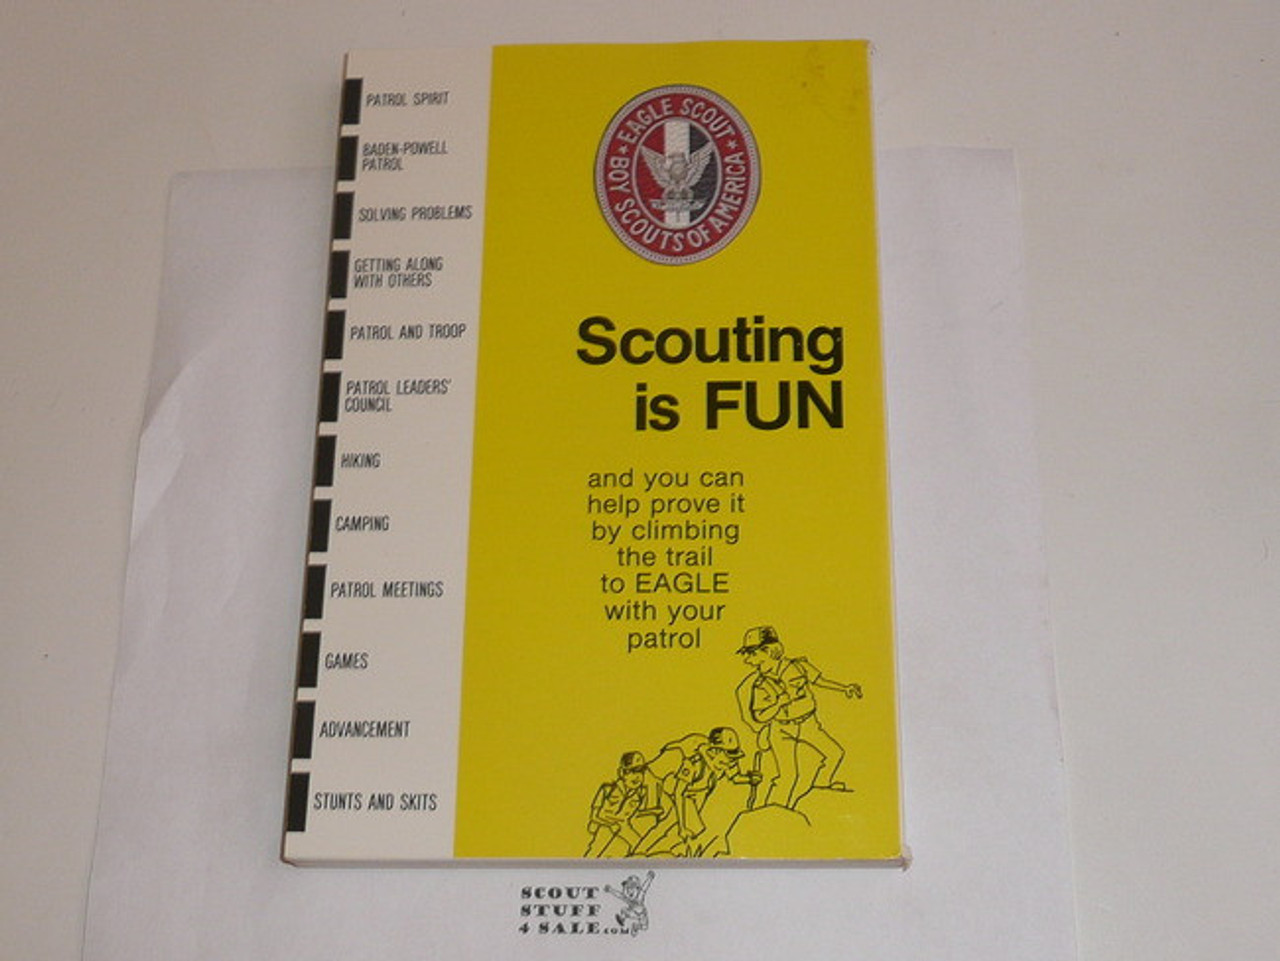 PATROL SPIRIT
BADEN-POWELL
PATROL
SOLVING PROBLEMS
GETTING ALONG
WITH OTHERS
PATROL AND TROOP
PATROL LEADERS'
COUNCIL
HIKING
CAMPING
PATROL MEETINGS
GAMES
ADVANCEMENT
STUNTS AND SKITS
EAGLE SCOUT
BOY SCOUTS OF AMERICA
Scouting
is FUN
and you can
help prove it
by climbing
the trail
to EAGLE
with your
patrol
SCOUT
STUFF
4 SALE.COM